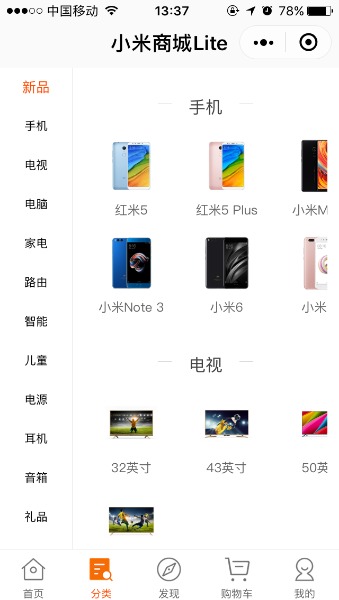 中国移动 13:37 78%
小米商城Lite
新品
手机
电视
电脑
家电
路由
智能
儿童
电源
耳机
音箱
礼品
手机
红米5 红米5 Plus 小米M
小米Note 3 小米6 小米
电视
32英寸 43英寸 50英
首页 分类 发现 购物车 我的